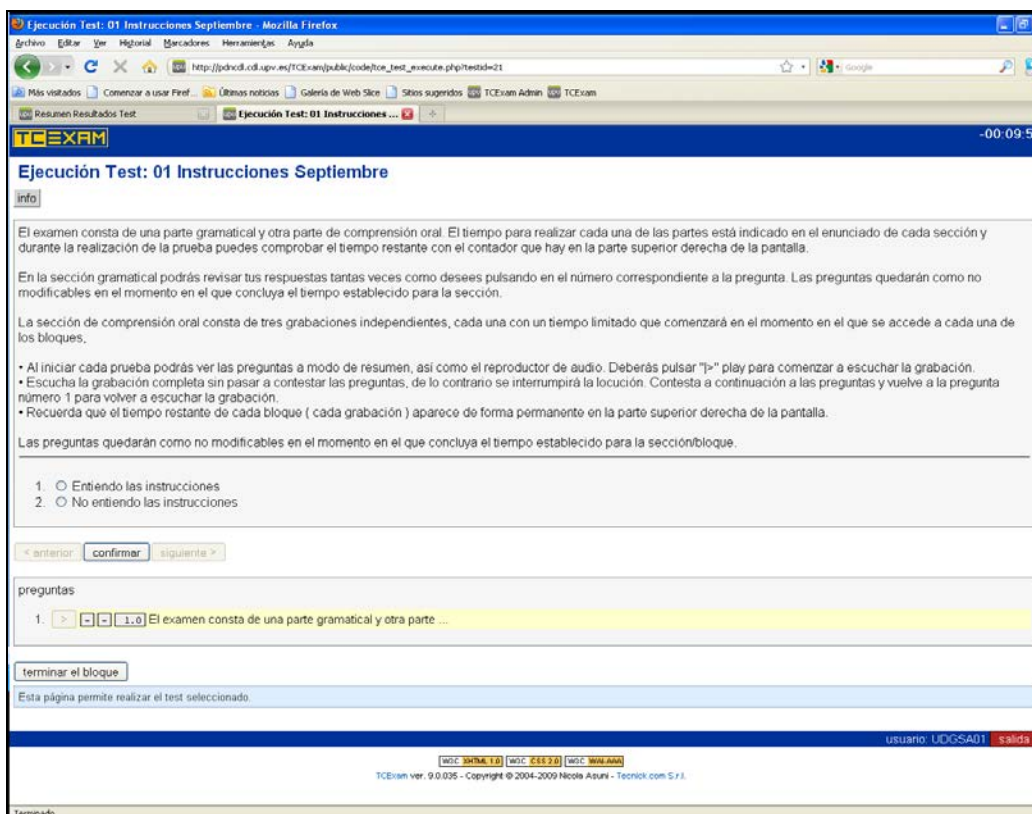 Ejecución Test: 01 Instrucciones Septiembre - Mozilla Firefox
Archivo Editar Ver Historial Marcadores Herramientas Ayuda
http://pdncdl.cdl.upv.es/TCExam/public/code/tce_test_execute.php?testid=21
Google
Más visitados Comenzar a usar Firef... Últimas noticias Galería de Web Slice Sitios sugeridos TCExam Admin TCExam
Resumen Resultados Test Ejecución Test: 01 Instrucciones ...
TCEXAM -00:09:5
Ejecución Test: 01 Instrucciones Septiembre
info
El examen consta de una parte gramatical y otra parte de comprensión oral. El tiempo para realizar cada una de las partes está indicado en el enunciado de cada sección y
durante la realización de la prueba puedes comprobar el tiempo restante con el contador que hay en la parte superior derecha de la pantalla.
En la sección gramatical podrás revisar tus respuestas tantas veces como desees pulsando en el número correspondiente a la pregunta. Las preguntas quedarán como no
modificables en el momento en el que concluya el tiempo establecido para la sección.
La sección de comprensión oral consta de tres grabaciones independientes, cada una con un tiempo limitado que comenzará en el momento en el que se accede a cada una de
los bloques,
• Al iniciar cada prueba podrás ver las preguntas a modo de resumen, así como el reproductor de audio. Deberás pulsar "|>" play para comenzar a escuchar la grabación.
• Escucha la grabación completa sin pasar a contestar las preguntas, de lo contrario se interrumpirá la locución. Contesta a continuación a las preguntas y vuelve a la pregunta
número 1 para volver a escuchar la grabación.
• Recuerda que el tiempo restante de cada bloque ( cada grabación ) aparece de forma permanente en la parte superior derecha de la pantalla.
Las preguntas quedarán como no modificables en el momento en el que concluya el tiempo establecido para la sección/bloque.
1. Entiendo las instrucciones
2. No entiendo las instrucciones
< anterior confirmar siguiente >
preguntas
1. > - - 1.0 El examen consta de una parte gramatical y otra parte ...
terminar el bloque
Esta página permite realizar el test seleccionado.
usuario: UDGSA01 salida
W3C XHTML 1.0 W3C CSS 2.0 W3C WAI-AAA
TCExam ver. 9.0.035 - Copyright © 2004-2009 Nicola Asuni - Tecnick.com S.r.l.
Terminado